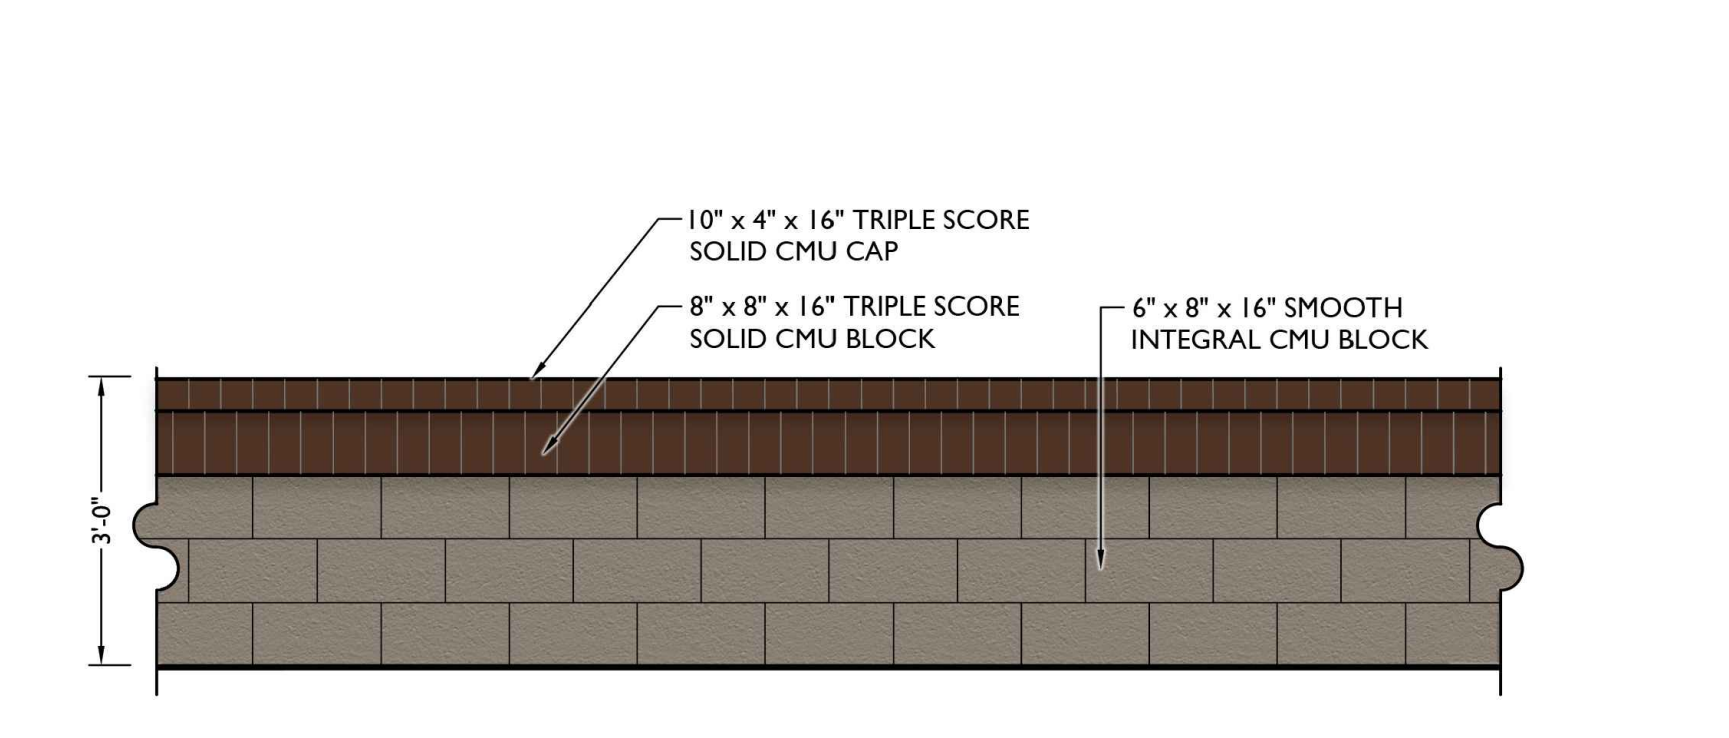 10" x 4" x 16" TRIPLE SCORE
SOLID CMU CAP
8" x 8" x 16" TRIPLE SCORE
SOLID CMU BLOCK
6" x 8" x 16" SMOOTH
INTEGRAL CMU BLOCK
3'-0"